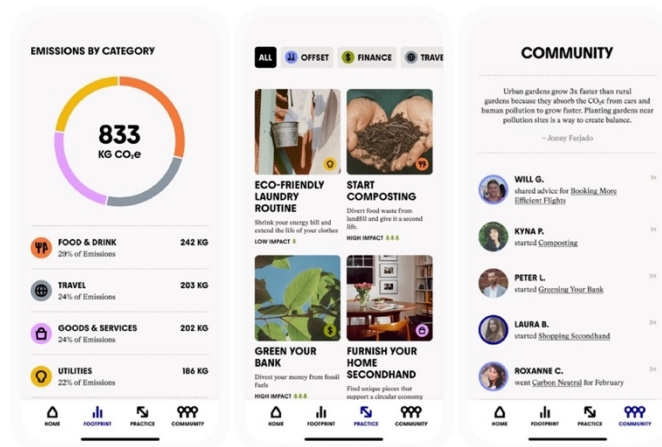 EMISSIONS BY CATEGORY
833
KG CO₂e
FOOD & DRINK
242 KG
29% of Emissions
TRAVEL
203 KG
24% of Emissions
GOODS & SERVICES
202 KG
24% of Emissions
UTILITIES
186 KG
22% of Emissions
HOME
FOOTPRINT
PRACTICE
COMMUNITY
ALL
OFFSET
FINANCE
TRAVE
ECO-FRIENDLY
LAUNDRY
ROUTINE
Shrink your energy bill and
extend the life of your clothes
LOW IMPACT
START
COMPOSTING
Divert food waste from
landfill and give it a second
life.
HIGH IMPACT
GREEN YOUR
BANK
Divest your money from fossil
fuels
HIGH IMPACT
FURNISH YOUR
HOME
SECONDHAND
Find unique pieces that
support a circular economy
HOME
FOOTPRINT
PRACTICE
COMMUNITY
COMMUNITY
Urban gardens grow 3x faster than rural
gardens because they absorb the CO₂e from cars and
human pollution to grow faster. Planting gardens near
pollution sites is a way to create balance.
– Jonny Farjado
WILL G.
shared advice for Booking More
Efficient Flights
KYNA P.
started Composting
PETER L.
started Greening Your Bank
LAURA B.
started Shopping Secondhand
ROXANNE C.
went Carbon Neutral for February
HOME
FOOTPRINT
PRACTICE
COMMUNITY